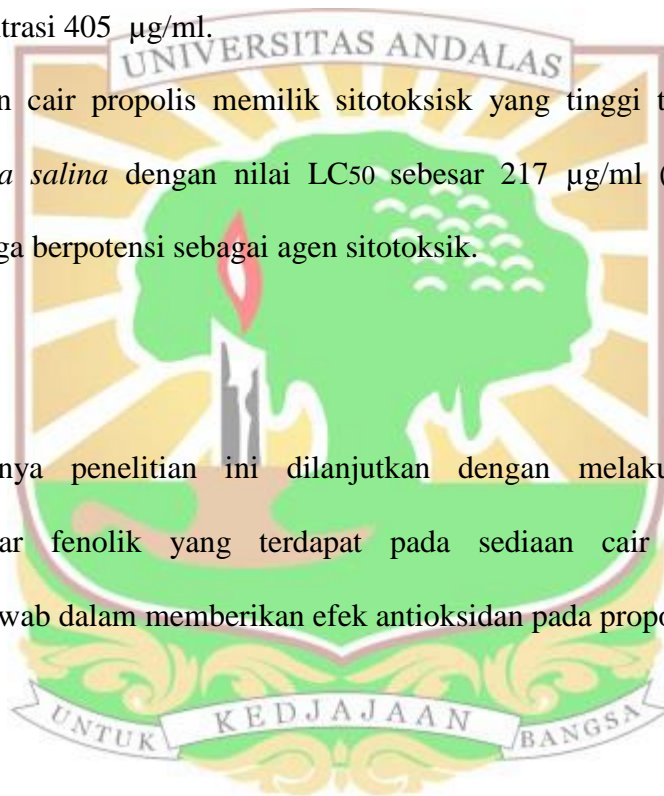 trasi 405 µg/ml.
UNIVERSITAS ANDALAS
n cair propolis memilik sitotoksisk yang tinggi t
a salina dengan nilai LC50 sebesar 217 µg/ml (
ga berpotensi sebagai agen sitotoksik.
nya penelitian ini dilanjutkan dengan melaku
ar fenolik yang terdapat pada sediaan cair
wab dalam memberikan efek antioksidan pada propo
UNTUK KEDJAJAAN BANGSA